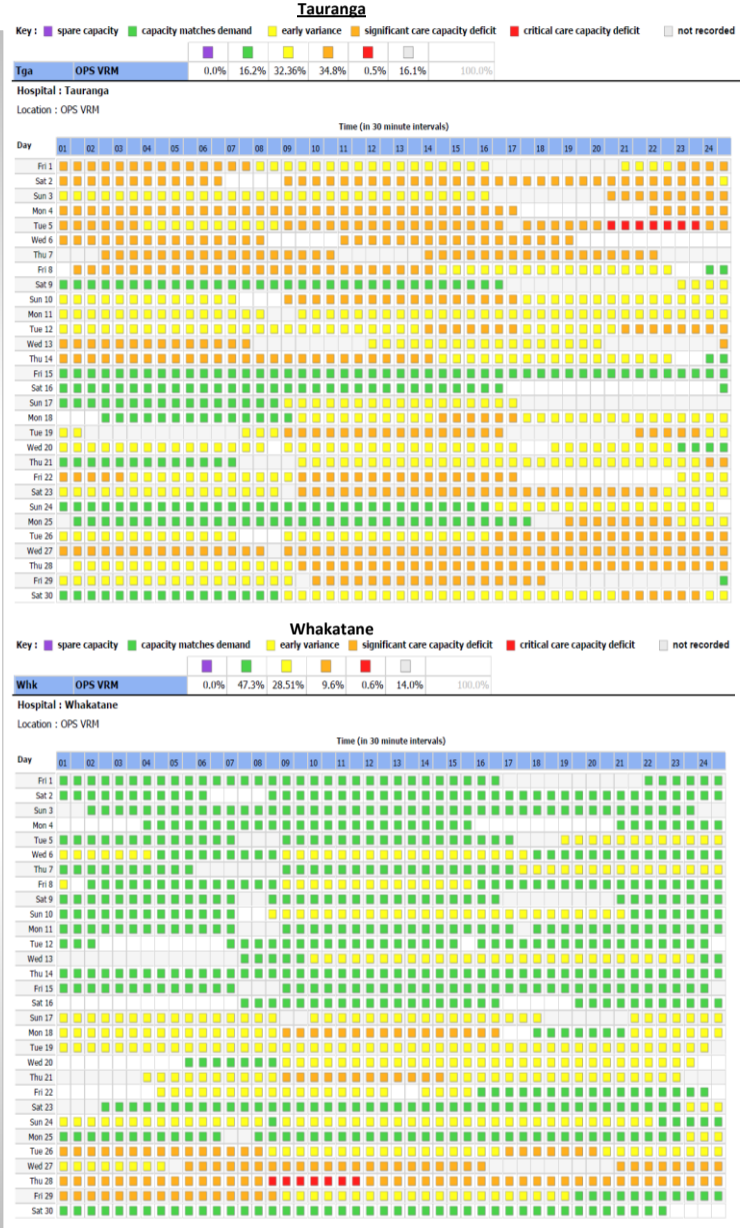 Tauranga
Key : spare capacity capacity matches demand early variance significant care capacity deficit critical care capacity deficit not recorded
Tga OPS VRM 0.0% 16.2% 32.36% 34.8% 0.5% 16.1% 100.0%
Hospital : Tauranga
Location : OPS VRM
Time (in 30 minute intervals)
Day 01 02 03 04 05 06 07 08 09 10 11 12 13 14 15 16 17 18 19 20 21 22 23 24
Fri 1
Sat 2
Sun 3
Mon 4
Tue 5
Wed 6
Thu 7
Fri 8
Sat 9
Sun 10
Mon 11
Tue 12
Wed 13
Thu 14
Fri 15
Sat 16
Sun 17
Mon 18
Tue 19
Wed 20
Thu 21
Fri 22
Sat 23
Sun 24
Mon 25
Tue 26
Wed 27
Thu 28
Fri 29
Sat 30
Whakatane
Key : spare capacity capacity matches demand early variance significant care capacity deficit critical care capacity deficit not recorded
Whk OPS VRM 0.0% 47.3% 28.51% 9.6% 0.6% 14.0% 100.0%
Hospital : Whakatane
Location : OPS VRM
Time (in 30 minute intervals)
Day 01 02 03 04 05 06 07 08 09 10 11 12 13 14 15 16 17 18 19 20 21 22 23 24
Fri 1
Sat 2
Sun 3
Mon 4
Tue 5
Wed 6
Thu 7
Fri 8
Sat 9
Sun 10
Mon 11
Tue 12
Wed 13
Thu 14
Fri 15
Sat 16
Sun 17
Mon 18
Tue 19
Wed 20
Thu 21
Fri 22
Sat 23
Sun 24
Mon 25
Tue 26
Wed 27
Thu 28
Fri 29
Sat 30